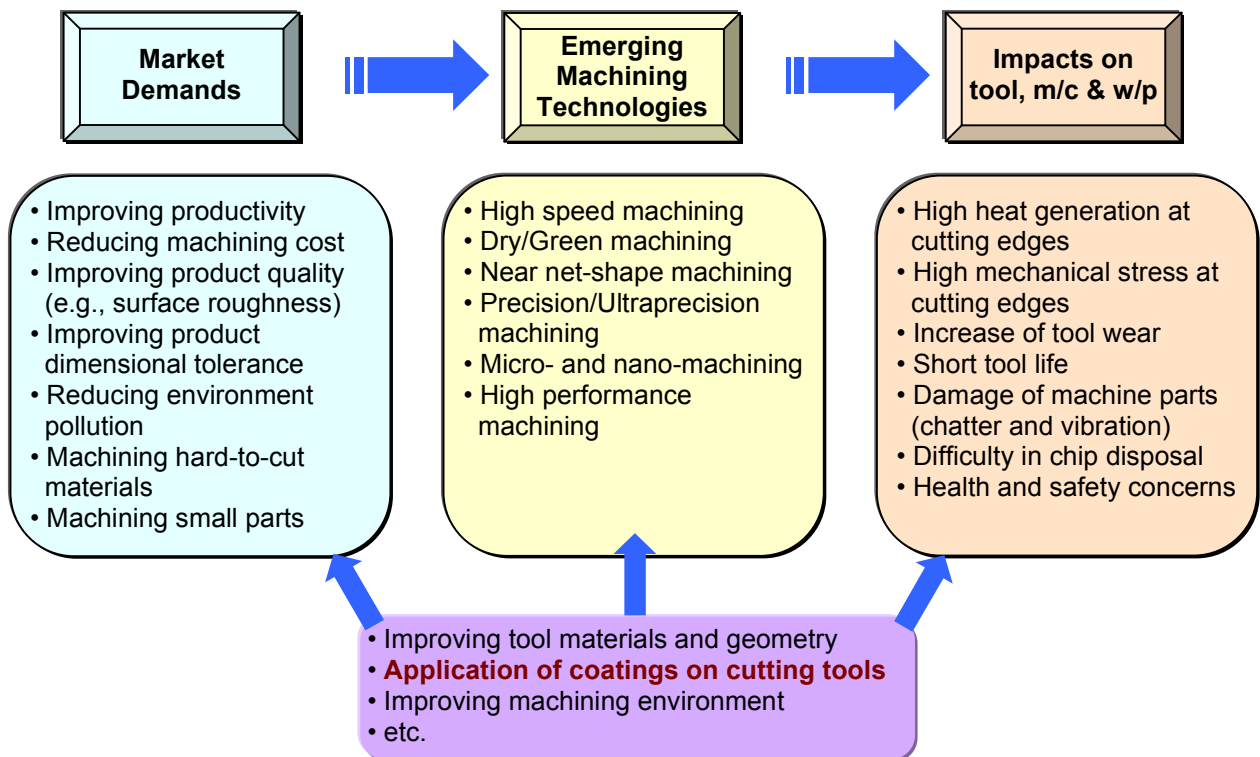 Market
Demands
Emerging
Machining
Technologies
Impacts on
tool, m/c & w/p
• Improving productivity
• Reducing machining cost
• Improving product quality
(e.g., surface roughness)
• Improving product
dimensional tolerance
• Reducing environment
pollution
• Machining hard-to-cut
materials
• Machining small parts
• High speed machining
• Dry/Green machining
• Near net-shape machining
• Precision/Ultraprecision
machining
• Micro- and nano-machining
• High performance
machining
• High heat generation at
cutting edges
• High mechanical stress at
cutting edges
• Increase of tool wear
• Short tool life
• Damage of machine parts
(chatter and vibration)
• Difficulty in chip disposal
• Health and safety concerns
• Improving tool materials and geometry
• Application of coatings on cutting tools
• Improving machining environment
• etc.